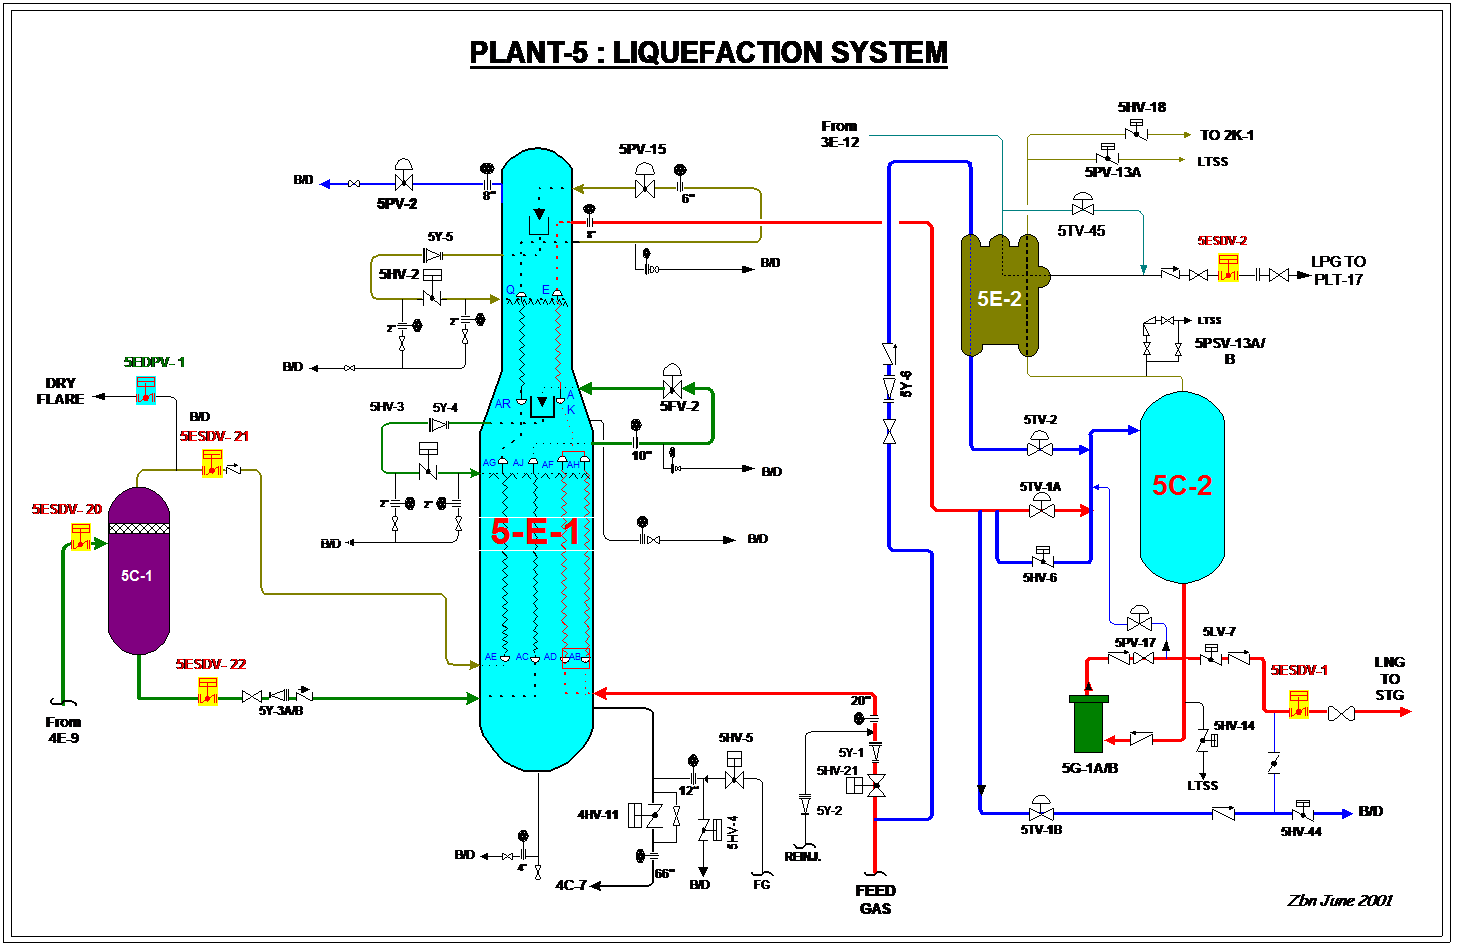 PLANT-5 : LIQUEFACTION SYSTEM
5HV-18
TO 2K-1
From
3E-12
5PV-13A
LTSS
5PV-15
B/D
5PV-2
8"
6"
5TV-45
5ESDV-2
LPG TO
PLT-17
5Y-5
5HV-2
B/D
5E-2
Q
E
2"
2"
LTSS
5PSV-13A/
B
5EDPV- 1
DRY
FLARE
B/D
B/D
5Y-6
5ESDV- 21
5HV-3
5Y-4
AR
A
K
5FV-2
5TV-2
10"
B/D
AG
AJ
AF
AH
5C-2
5TV-1A
5ESDV- 20
2"
2"
5-E-1
B/D
B/D
5C-1
5HV-6
5PV-17
5LV-7
AE
AC
AD
AB
5ESDV- 22
5ESDV-1
LNG
TO
STG
From
4E-9
5Y-3A/B
20"
5HV-14
5Y-1
5HV-5
5HV-21
5G-1A/B
LTSS
12"
4HV-11
5HV-4
5Y-2
5TV-1B
5HV-44
B/D
B/D
4"
66"
REINJ.
4C-7
B/D
FG
FEED
GAS
Zbn June 2001